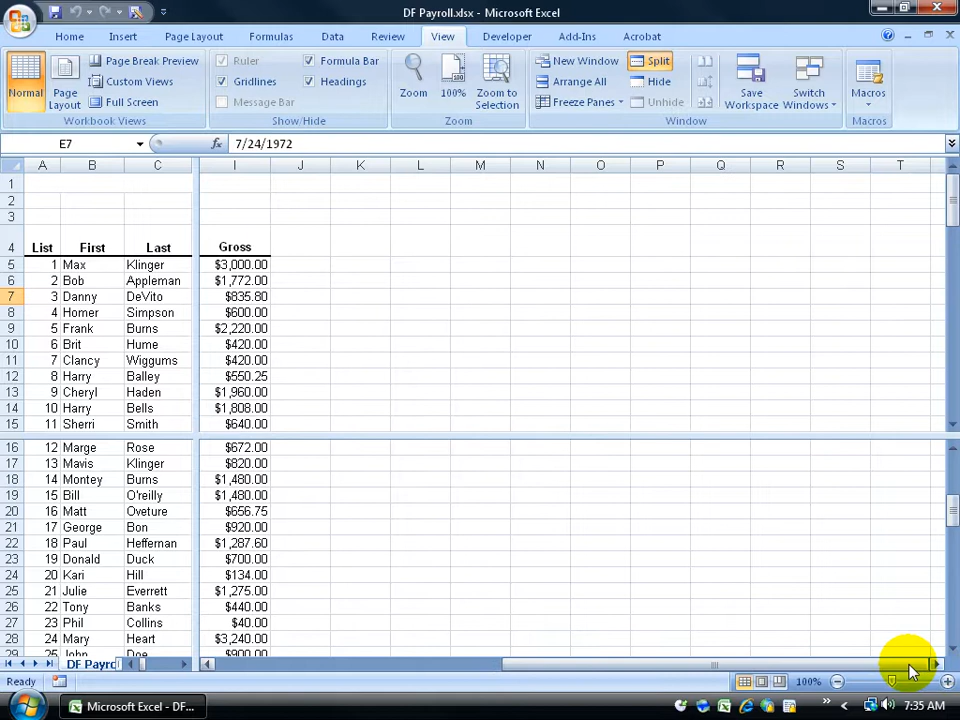 DF Payroll.xlsx - Microsoft Excel
Home Insert Page Layout Formulas Data Review View Developer Add-Ins Acrobat
Normal
Page Layout
Page Break Preview
Custom Views
Full Screen
Workbook Views
Ruler
Gridlines
Message Bar
Formula Bar
Headings
Show/Hide
Zoom
100%
Zoom to Selection
Zoom
New Window
Arrange All
Freeze Panes
Split
Hide
Unhide
Window
Save Workspace
Switch Windows
Macros
Macros
E7 fx 7/24/1972
A B C I J K L M N O P Q R S T
1
2
3
4 List First Last Gross
5 1 Max Klinger $3,000.00
6 2 Bob Appleman $1,772.00
7 3 Danny DeVito $835.80
8 4 Homer Simpson $600.00
9 5 Frank Burns $2,220.00
10 6 Brit Hume $420.00
11 7 Clancy Wiggums $420.00
12 8 Harry Balley $550.25
13 9 Cheryl Haden $1,960.00
14 10 Harry Bells $1,808.00
15 11 Sherri Smith $640.00
16 12 Marge Rose $672.00
17 13 Mavis Klinger $820.00
18 14 Montey Burns $1,480.00
19 15 Bill O'reilly $1,480.00
20 16 Matt Oveture $656.75
21 17 George Bon $920.00
22 18 Paul Heffernan $1,287.60
23 19 Donald Duck $700.00
24 20 Kari Hill $134.00
25 21 Julie Everrett $1,275.00
26 22 Tony Banks $440.00
27 23 Phil Collins $40.00
28 24 Mary Heart $3,240.00
29 25 John Doe $900.00
DF Payro
Ready 100%
Microsoft Excel - DF... 7:35 AM